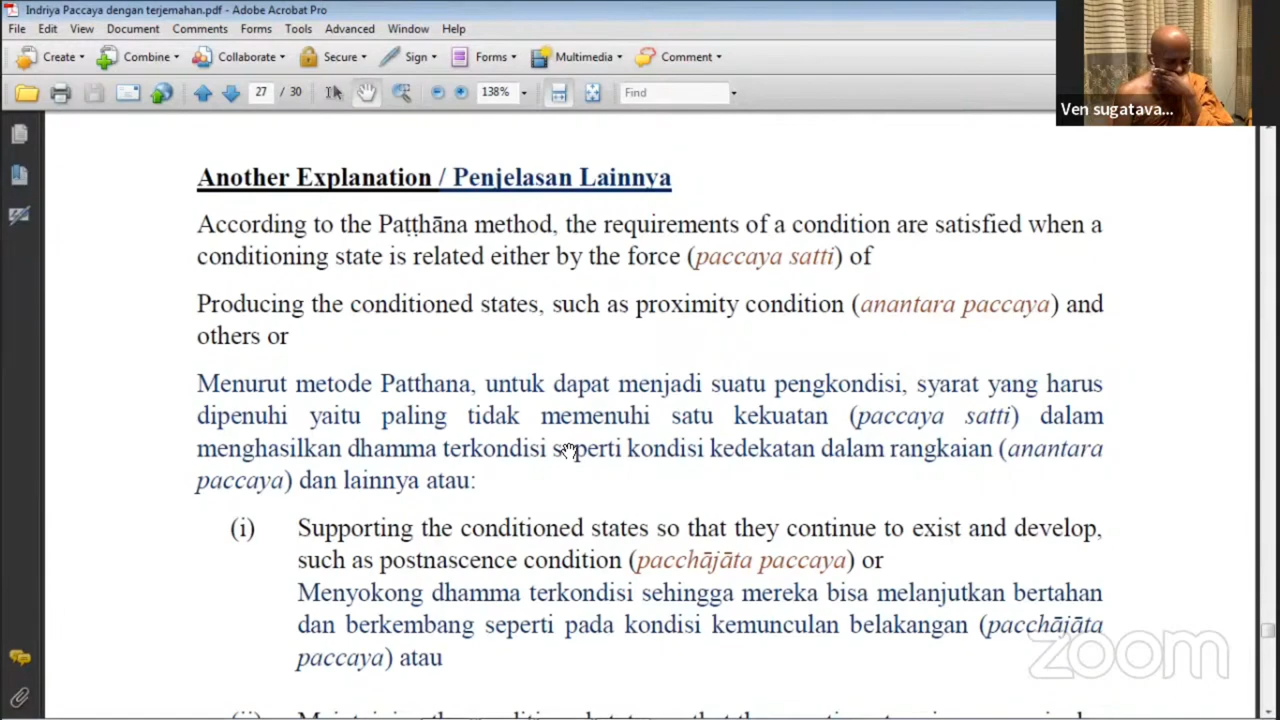 Indriya Paccaya dengan terjemahan.pdf - Adobe Acrobat Pro
File Edit View Document Comments Forms Tools Advanced Window Help
Create Combine Collaborate Secure Sign Forms Multimedia Comment
27 / 30 138% Find
Ven sugatava...
Another Explanation / Penjelasan Lainnya
According to the Paṭṭhāna method, the requirements of a condition are satisfied when a
conditioning state is related either by the force (paccaya satti) of
Producing the conditioned states, such as proximity condition (anantara paccaya) and
others or
Menurut metode Patthana, untuk dapat menjadi suatu pengkondisi, syarat yang harus
dipenuhi yaitu paling tidak memenuhi satu kekuatan (paccaya satti) dalam
menghasilkan dhamma terkondisi seperti kondisi kedekatan dalam rangkaian (anantara
paccaya) dan lainnya atau:
(i) Supporting the conditioned states so that they continue to exist and develop,
such as postnascence condition (pacchājāta paccaya) or
Menyokong dhamma terkondisi sehingga mereka bisa melanjutkan bertahan
dan berkembang seperti pada kondisi kemunculan belakangan (pacchājāta
paccaya) atau
zoom